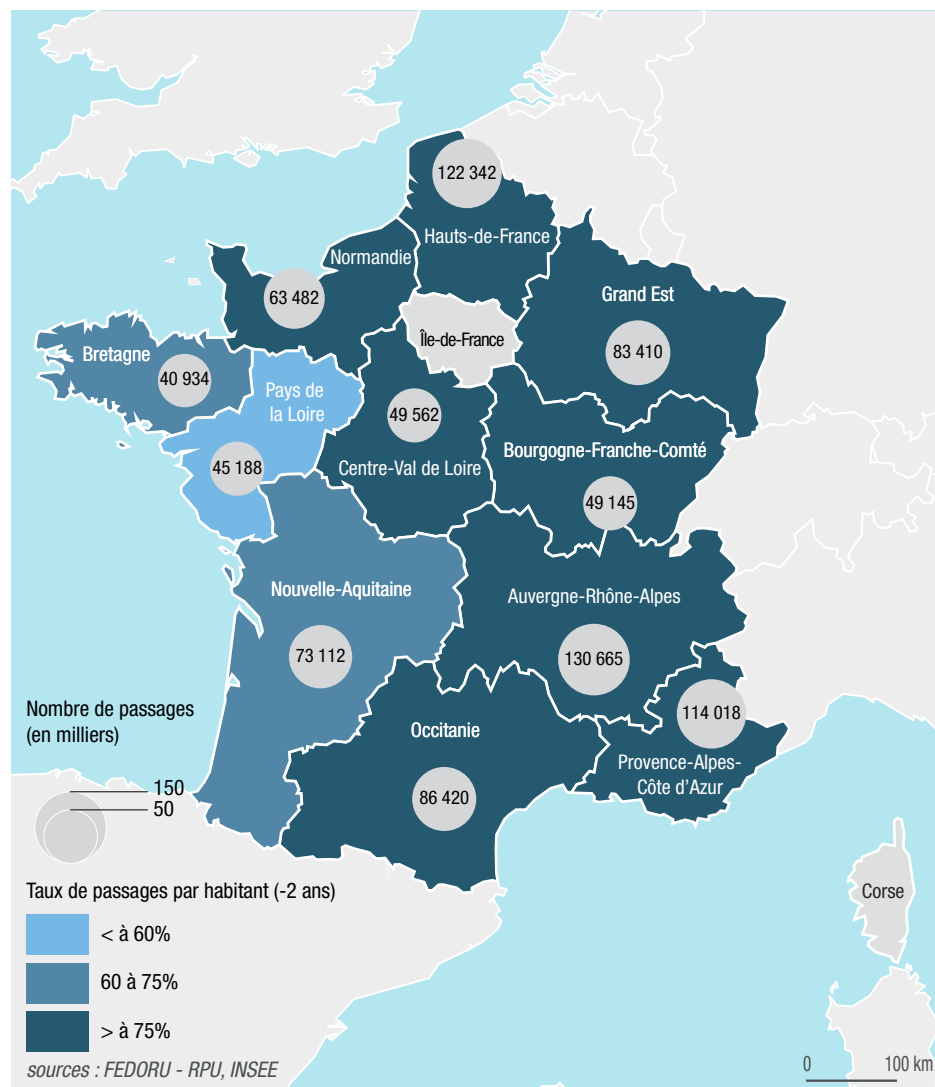 122 342
Hauts-de-France
Normandie
63 482
Grand Est
83 410
Île-de-France
Bretagne
40 934
Pays de
la Loire
45 188
49 562
Centre-Val de Loire
Bourgogne-Franche-Comté
49 145
Nouvelle-Aquitaine
73 112
Auvergne-Rhône-Alpes
130 665
114 018
Provence-Alpes-
Côte d'Azur
Occitanie
86 420
Corse
Nombre de passages
(en milliers)
150
50
Taux de passages par habitant (-2 ans)
< à 60%
60 à 75%
> à 75%
sources : FEDORU - RPU, INSEE
0 100 km